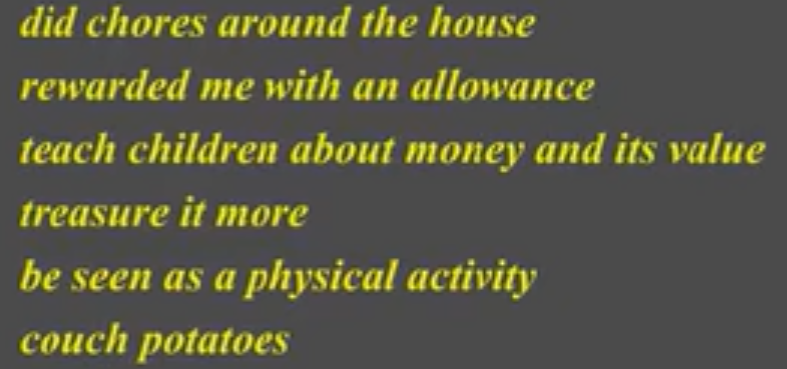 did chores around the house
rewarded me with an allowance
teach children about money and its value
treasure it more
be seen as a physical activity
couch potatoes